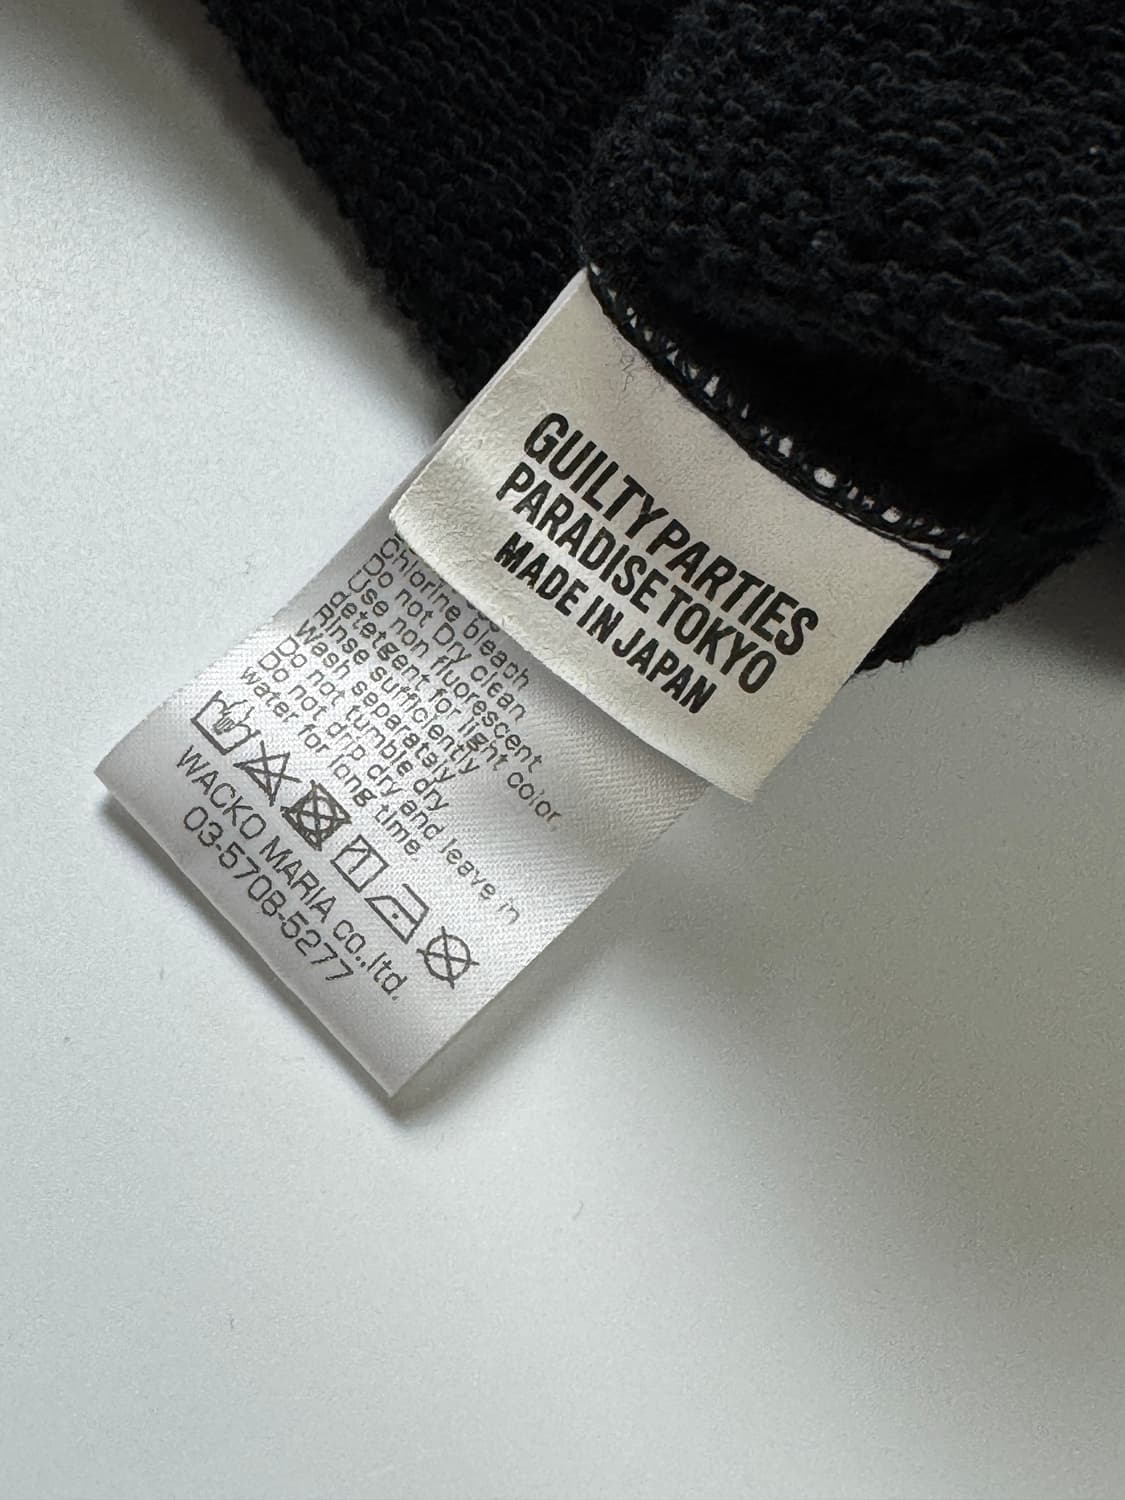 GUILTY PARTIES
PARADISE TOKYO
MADE IN JAPAN
Chlorine bleach
Do not Dry clean
Use non fluorescent
detetgent for light color,
Rinse sufficiently
Wash separately
Do not tumble dry
Do not drip dry and leave in
water for long time.
WACKO MARIA co.,ltd.
03-5708-5277